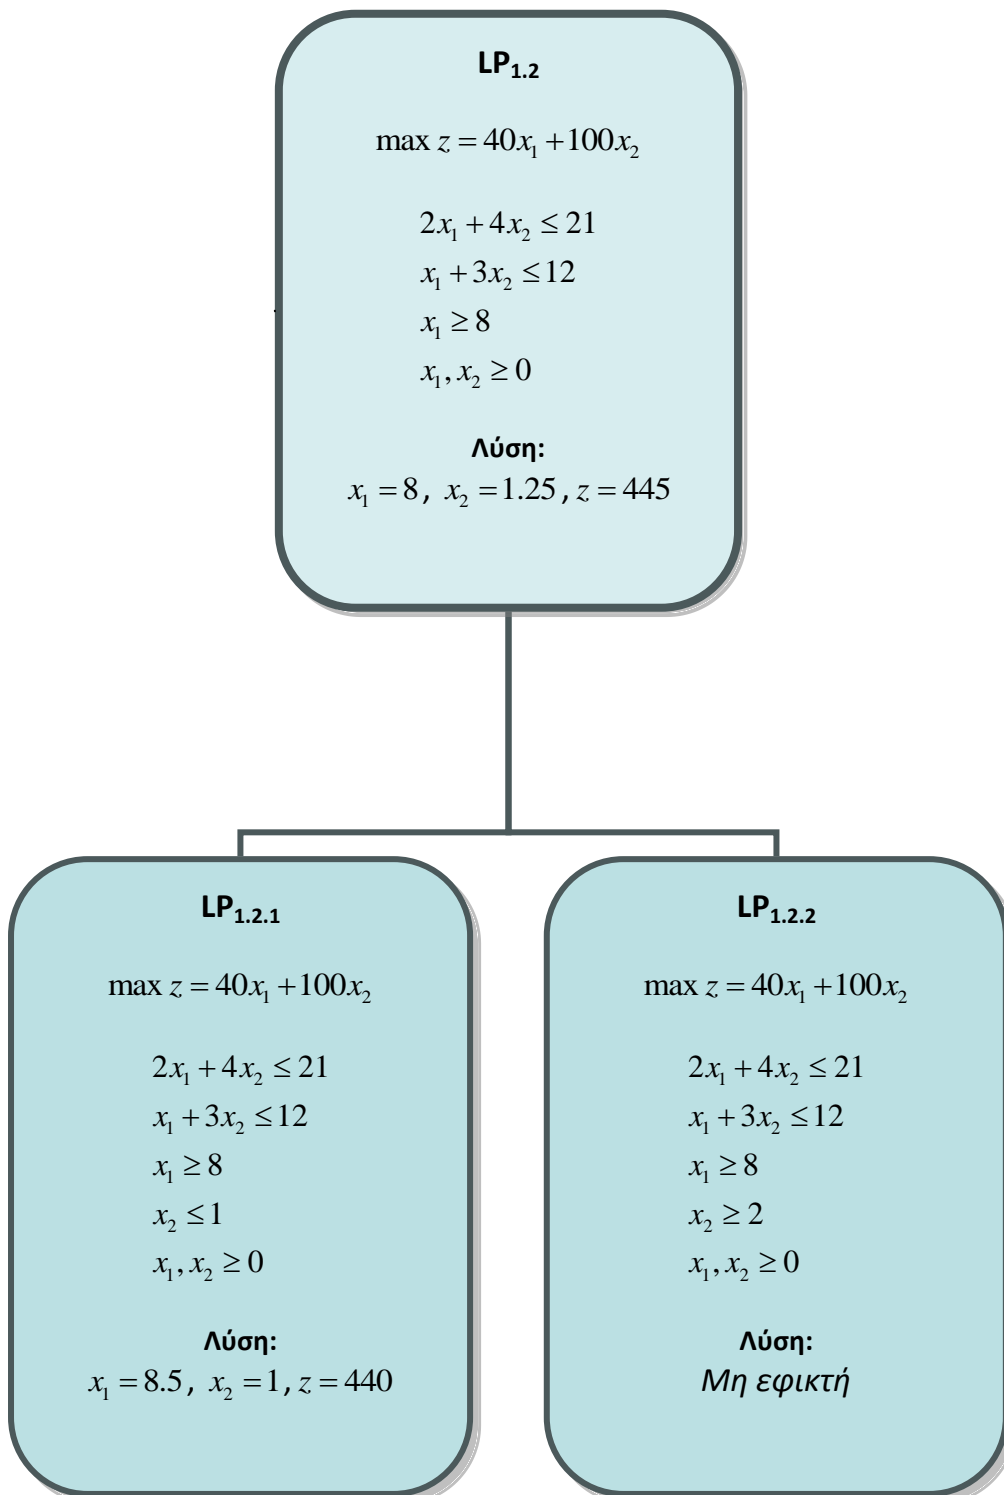 LP₁.₂
max z = 40x₁ +100x₂
2x₁ + 4x₂ ≤ 21
x₁ + 3x₂ ≤ 12
x₁ ≥ 8
x₁, x₂ ≥ 0
Λύση:
x₁ = 8, x₂ = 1.25, z = 445
LP₁.₂.₁
max z = 40x₁ +100x₂
2x₁ + 4x₂ ≤ 21
x₁ + 3x₂ ≤ 12
x₁ ≥ 8
x₂ ≤ 1
x₁, x₂ ≥ 0
Λύση:
x₁ = 8.5, x₂ = 1, z = 440
LP₁.₂.₂
max z = 40x₁ +100x₂
2x₁ + 4x₂ ≤ 21
x₁ + 3x₂ ≤ 12
x₁ ≥ 8
x₂ ≥ 2
x₁, x₂ ≥ 0
Λύση:
Μη εφικτή